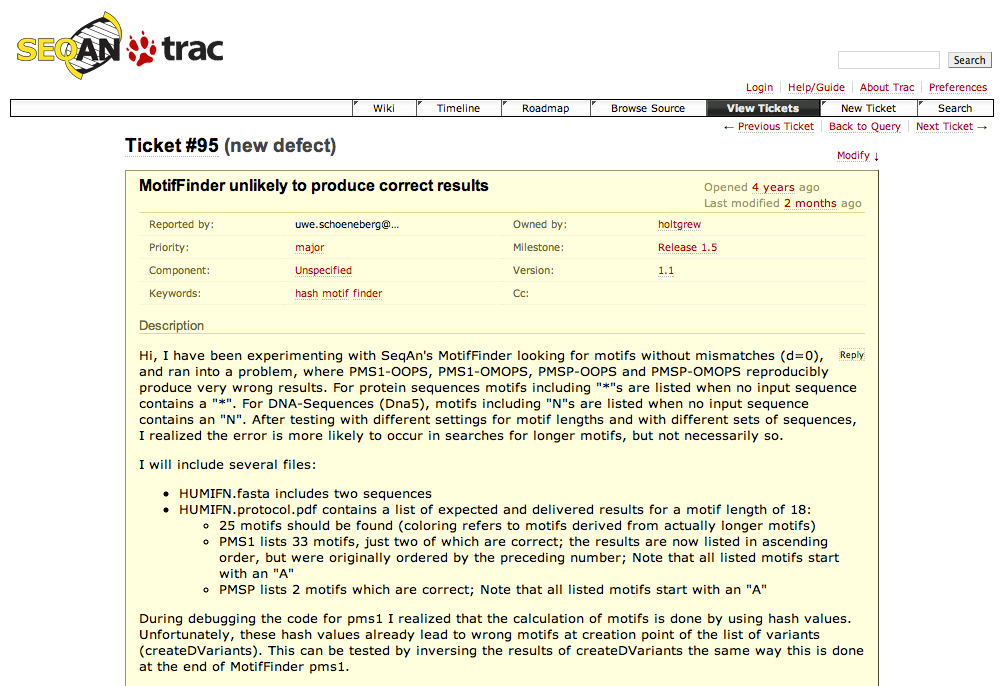 SEQAN trac
Search
Login Help/Guide About Trac Preferences
Wiki Timeline Roadmap Browse Source View Tickets New Ticket Search
← Previous Ticket Back to Query Next Ticket →
Ticket #95 (new defect)
Modify ↓
MotifFinder unlikely to produce correct results
Opened 4 years ago
Last modified 2 months ago
Reported by: uwe.schoeneberg@... Owned by: holtgrew
Priority: major Milestone: Release 1.5
Component: Unspecified Version: 1.1
Keywords: hash motif finder Cc:
Description
Reply
Hi, I have been experimenting with SeqAn's MotifFinder looking for motifs without mismatches (d=0),
and ran into a problem, where PMS1-OOPS, PMS1-OMOPS, PMSP-OOPS and PMSP-OMOPS reproducibly
produce very wrong results. For protein sequences motifs including "*"s are listed when no input sequence
contains a "*". For DNA-Sequences (Dna5), motifs including "N"s are listed when no input sequence
contains an "N". After testing with different settings for motif lengths and with different sets of sequences,
I realized the error is more likely to occur in searches for longer motifs, but not necessarily so.
I will include several files:
• HUMIFN.fasta includes two sequences
• HUMIFN.protocol.pdf contains a list of expected and delivered results for a motif length of 18:
◦ 25 motifs should be found (coloring refers to motifs derived from actually longer motifs)
◦ PMS1 lists 33 motifs, just two of which are correct; the results are now listed in ascending
order, but were originally ordered by the preceding number; Note that all listed motifs start
with an "A"
◦ PMSP lists 2 motifs which are correct; Note that all listed motifs start with an "A"
During debugging the code for pms1 I realized that the calculation of motifs is done by using hash values.
Unfortunately, these hash values already lead to wrong motifs at creation point of the list of variants
(createDVariants). This can be tested by inversing the results of createDVariants the same way this is done
at the end of MotifFinder pms1.